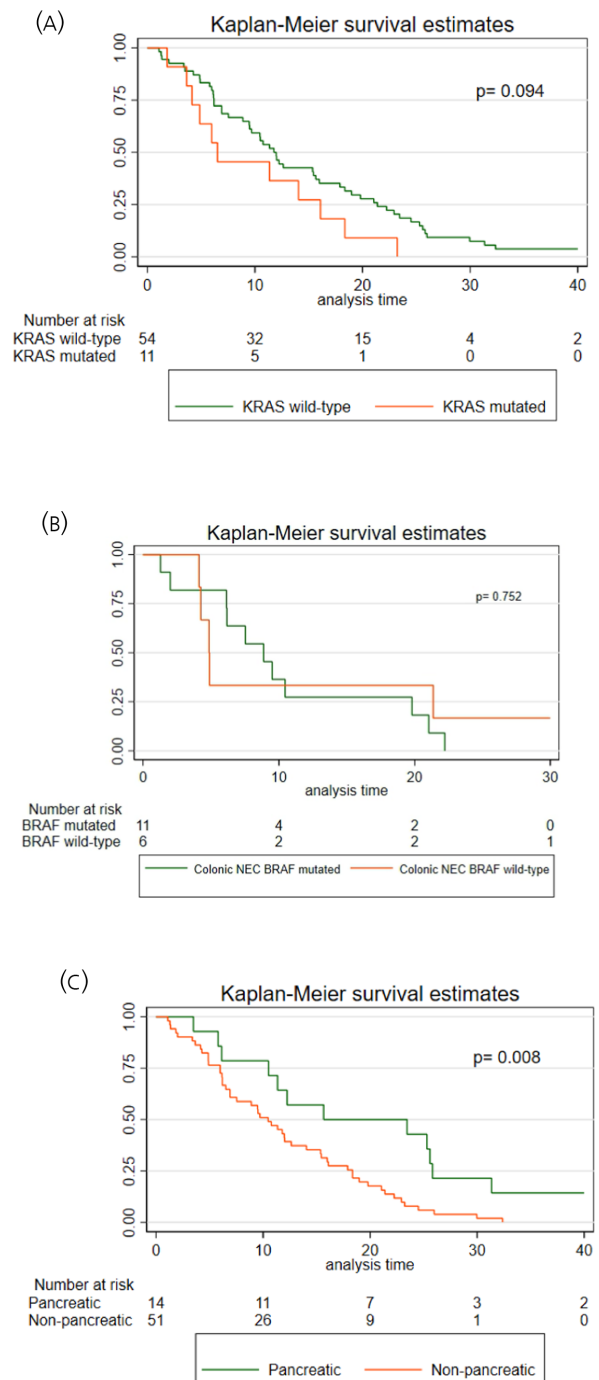 (A)
Kaplan-Meier survival estimates
1.00
0.75
0.50
0.25
0.00
p= 0.094
0 10 20 30 40
analysis time
Number at risk
KRAS wild-type 54 32 15 4 2
KRAS mutated 11 5 1 0 0
KRAS wild-type KRAS mutated
(B)
Kaplan-Meier survival estimates
1.00
0.75
0.50
0.25
0.00
p= 0.752
0 10 20 30
analysis time
Number at risk
BRAF mutated 11 4 2 0
BRAF wild-type 6 2 2 1
Colonic NEC BRAF mutated Colonic NEC BRAF wild-type
(C)
Kaplan-Meier survival estimates
1.00
0.75
0.50
0.25
0.00
p= 0.008
0 10 20 30 40
analysis time
Number at risk
Pancreatic 14 11 7 3 2
Non-pancreatic 51 26 9 1 0
Pancreatic Non-pancreatic